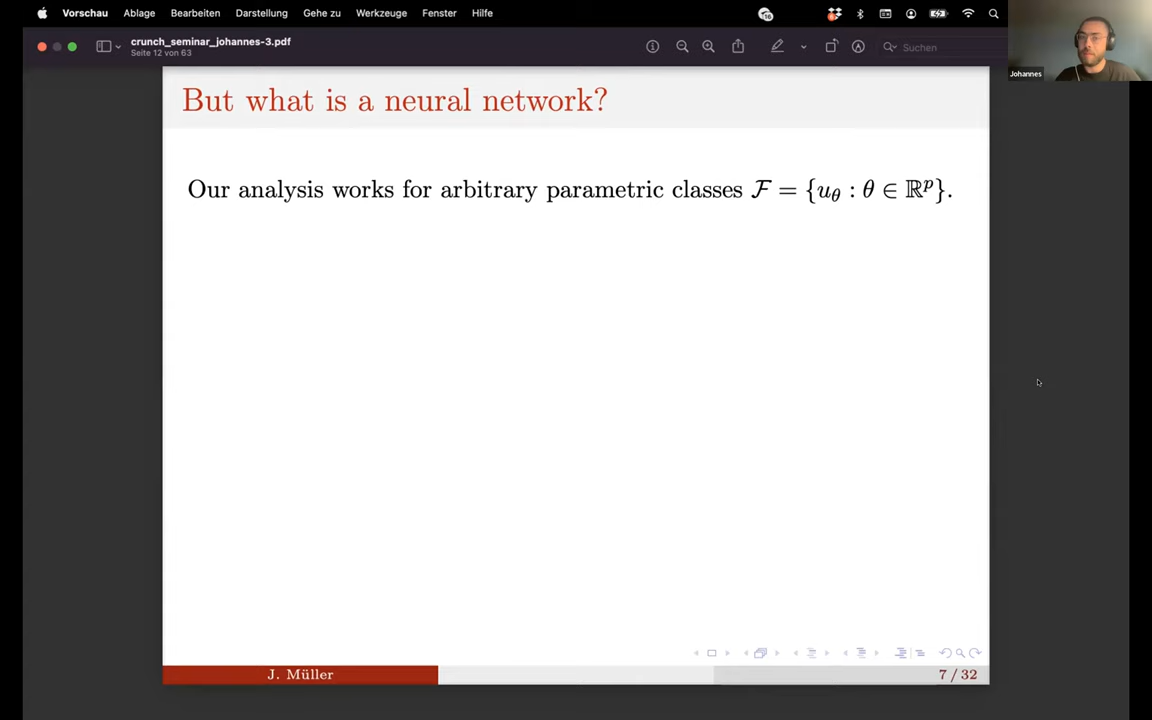 Vorschau Ablage Bearbeiten Darstellung Gehe zu Werkzeuge Fenster Hilfe
crunch_seminar_johannes-3.pdf
Seite 12 von 63
Suchen
Johannes
But what is a neural network?
Our analysis works for arbitrary parametric classes ℱ = {u_θ : θ ∈ ℝ^p}.
J. Müller
7 / 32